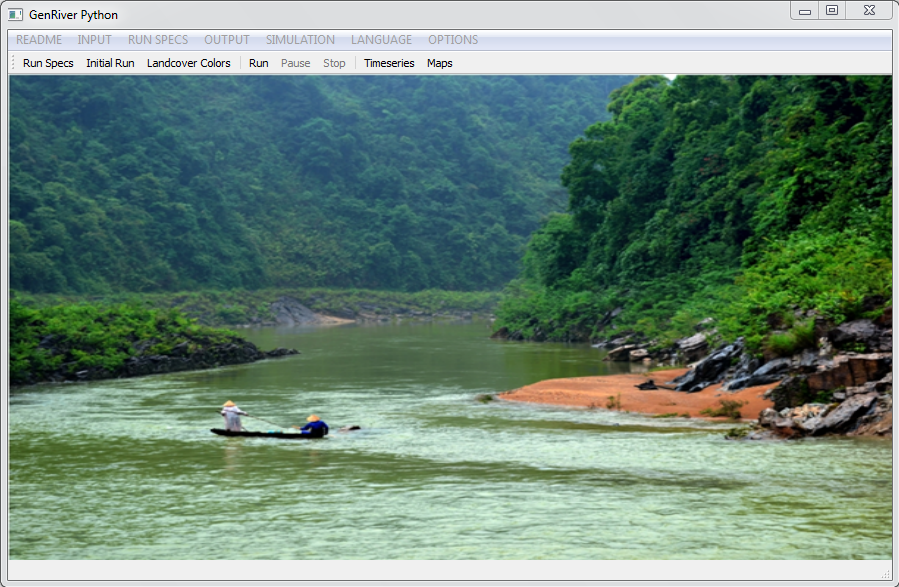 GenRiver Python
README INPUT RUN SPECS OUTPUT SIMULATION LANGUAGE OPTIONS
Run Specs Initial Run Landcover Colors Run Pause Stop Timeseries Maps